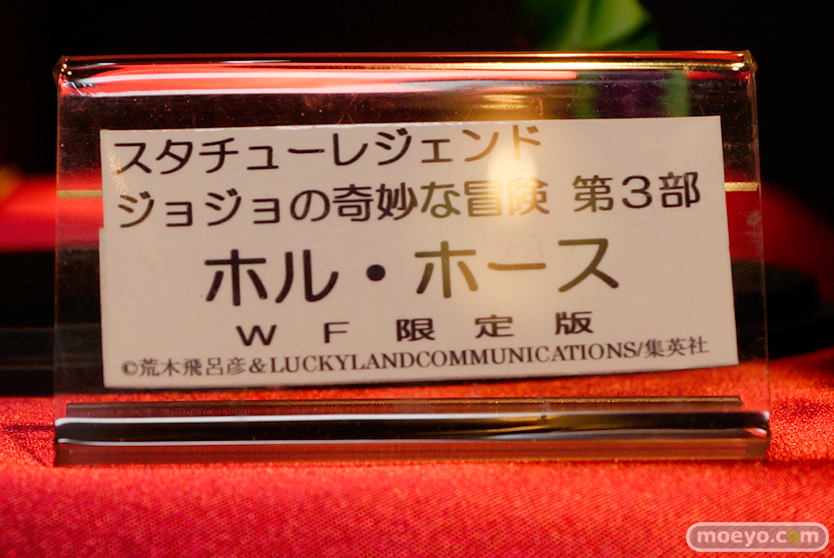 スタチューレジェンド
ジョジョの奇妙な冒険 第3部
ホル・ホース
WF限定版
©荒木飛呂彦&LUCKYLANDCOMMUNICATIONS/集英社
moeyo.com